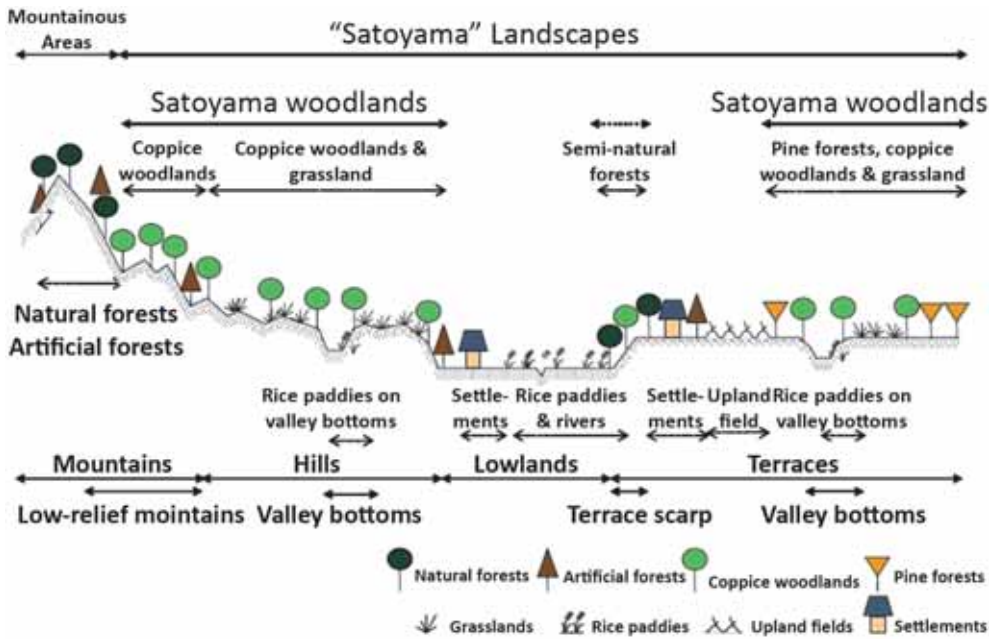 Mountainous
Areas
“Satoyama” Landscapes
Satoyama woodlands
Satoyama woodlands
Coppice
woodlands
Coppice woodlands &
grassland
Semi-natural
forests
Pine forests, coppice
woodlands & grassland
Natural forests
Artificial forests
Rice paddies on
valley bottoms
Settle-
ments
Rice paddies
& rivers
Settle-
ments
Upland
field
Rice paddies on
valley bottoms
Mountains
Hills
Lowlands
Terraces
Low-relief mointains
Valley bottoms
Terrace scarp
Valley bottoms
Natural forests
Artificial forests
Coppice woodlands
Pine forests
Grasslands
Rice paddies
Upland fields
Settlements